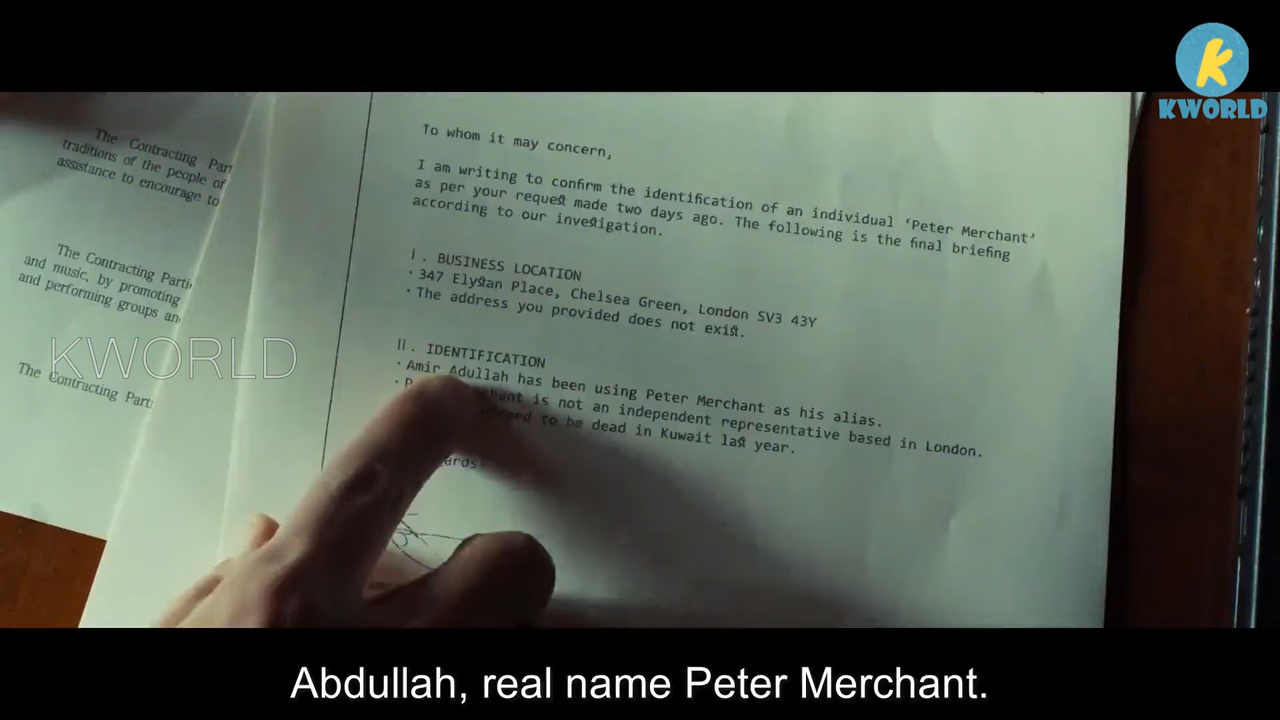 K
KWORLD
The Contracting Part
traditions of the people of
assistance to encourage to
The Contracting Parti
and music, by promoting
and performing groups an
The Contracting Part
KWORLD
To whom it may concern,
I am writing to confirm the identification of an individual ‘Peter Merchant’
as per your request made two days ago. The following is the final briefing
according to our investigation.
I. BUSINESS LOCATION
· 347 Elystan Place, Chelsea Green, London SV3 43Y
· The address you provided does not exist.
II. IDENTIFICATION
· Amir Adullah has been using Peter Merchant as his alias.
· P chant is not an independent representative based in London.
to be dead in Kuwait last year.
Abdullah, real name Peter Merchant.